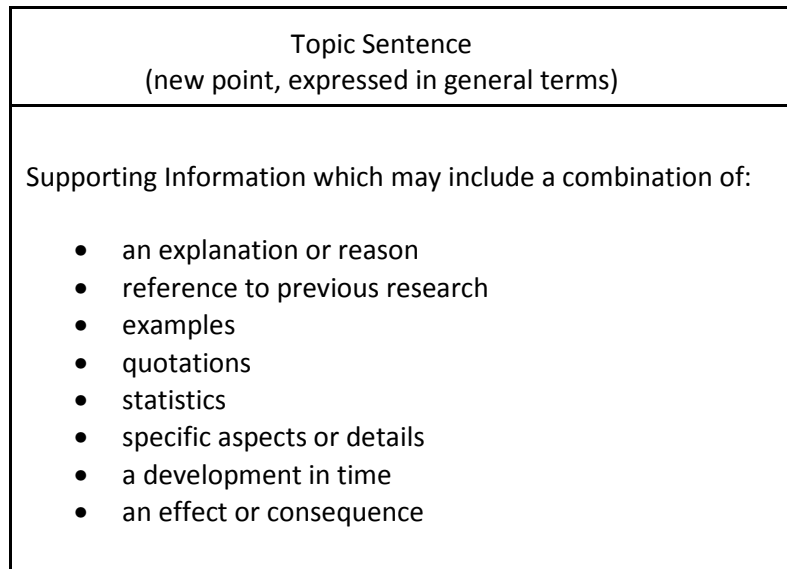 Topic Sentence
(new point, expressed in general terms)
Supporting Information which may include a combination of:
• an explanation or reason
• reference to previous research
• examples
• quotations
• statistics
• specific aspects or details
• a development in time
• an effect or consequence